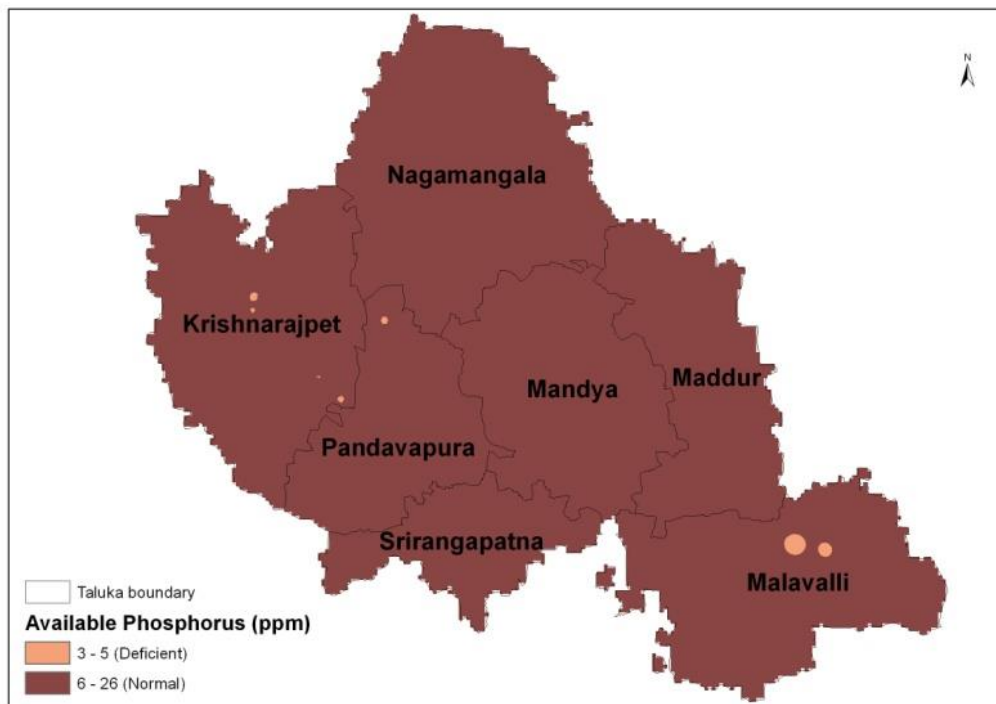 N
Nagamangala
Krishnarajpet
Maddur
Mandya
Pandavapura
Srirangapatna
Malavalli
Taluka boundary
Available Phosphorus (ppm)
3 - 5 (Deficient)
6 - 26 (Normal)